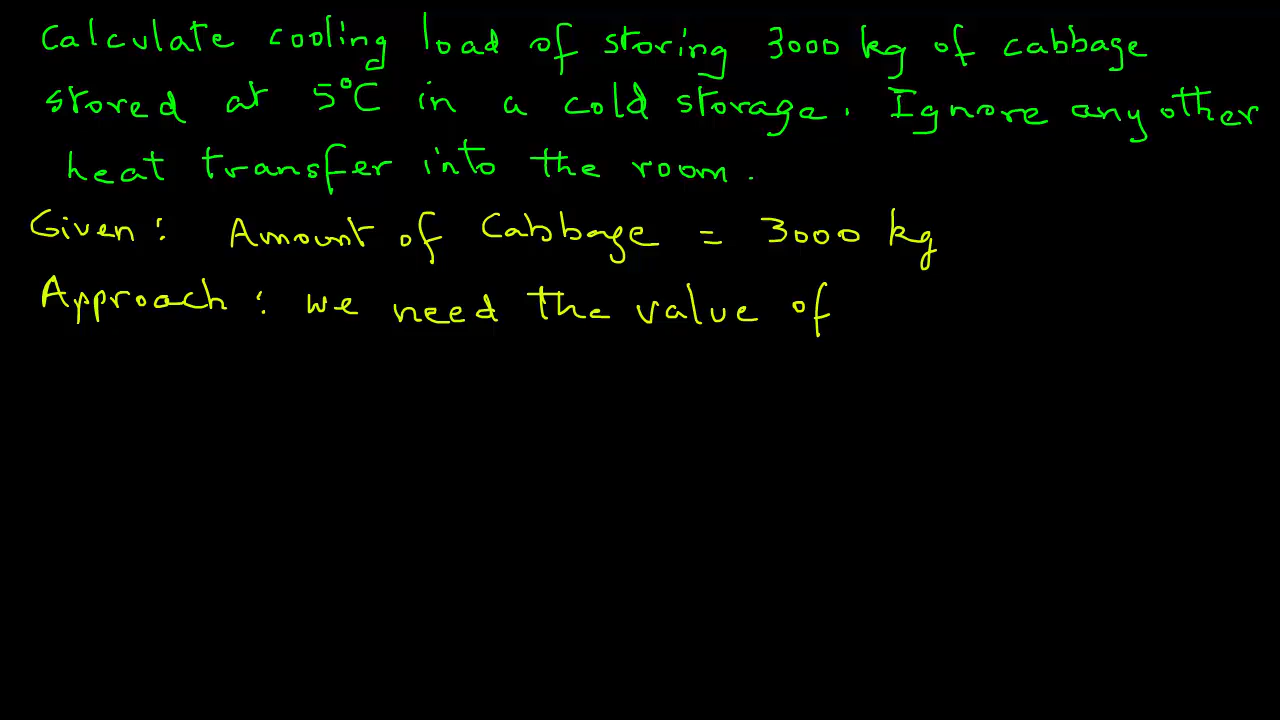 Calculate cooling load of storing 3000 kg of cabbage
stored at 5°C in a cold storage. Ignore any other
heat transfer into the room.
Given: Amount of Cabbage = 3000 kg
Approach: we need the value of